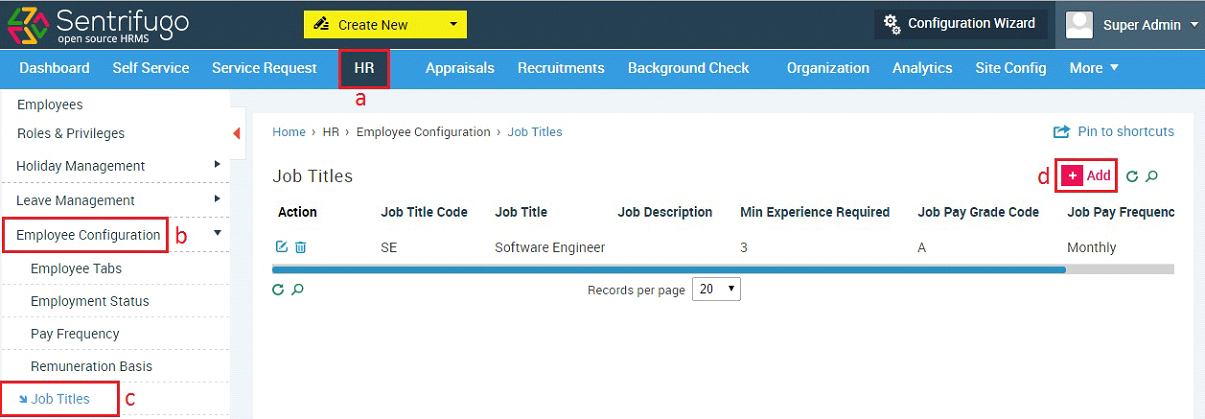 Sentrifugo
open source HRMS
Create New
Configuration Wizard
Super Admin
Dashboard Self Service Service Request HR Appraisals Recruitments Background Check Organization Analytics Site Config More
a
Employees
Roles & Privileges
Holiday Management
Leave Management
Employee Configuration b
Employee Tabs
Employment Status
Pay Frequency
Remuneration Basis
Job Titles c
Home › HR › Employee Configuration › Job Titles
Pin to shortcuts
Job Titles
d + Add
Action Job Title Code Job Title Job Description Min Experience Required Job Pay Grade Code Job Pay Frequenc
SE Software Engineer 3 A Monthly
Records per page 20